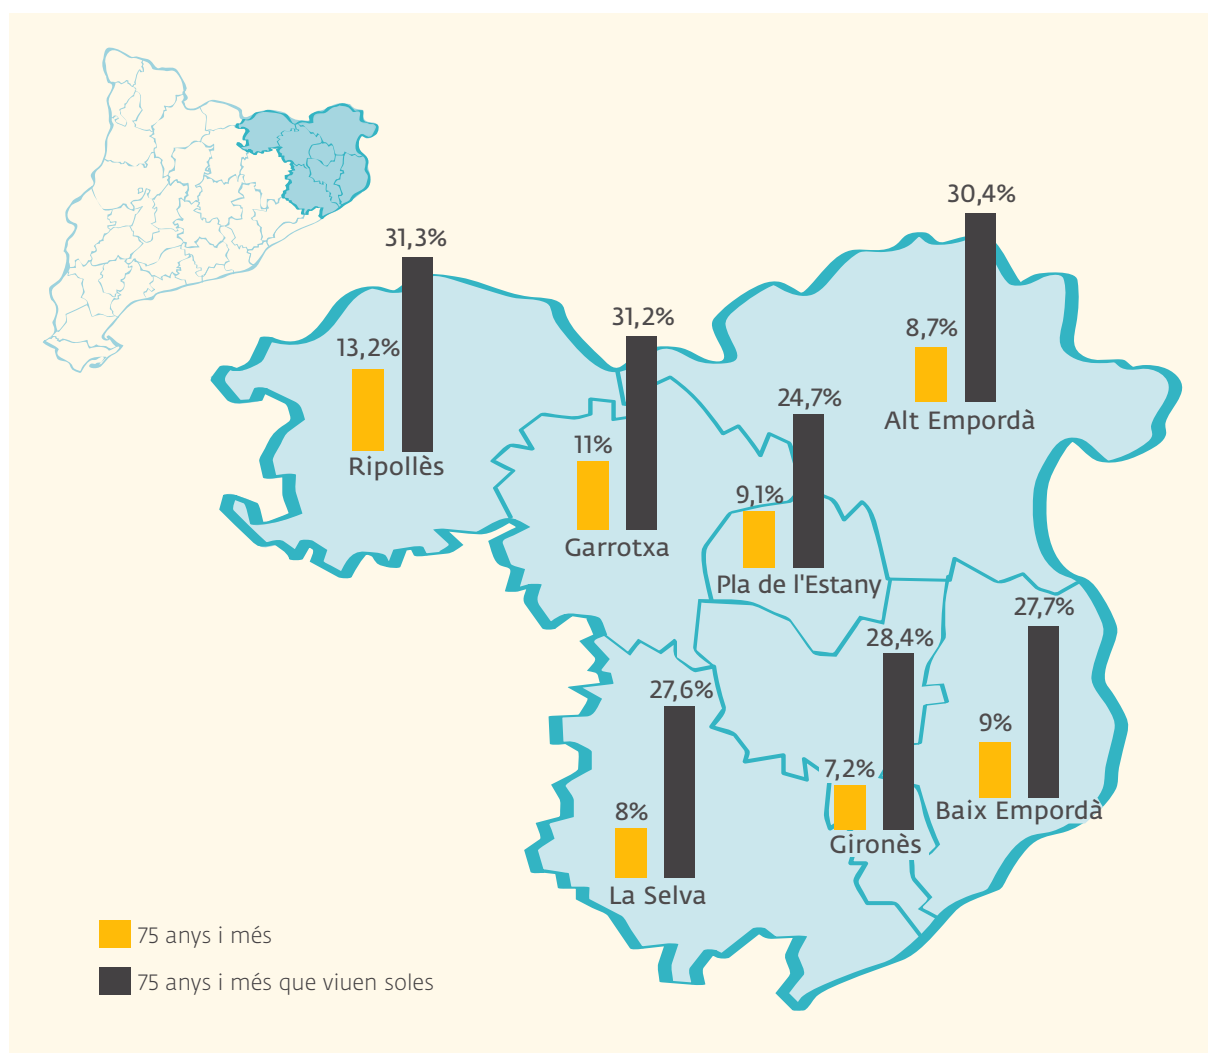 30,4%
8,7%
Alt Empordà
31,3%
13,2%
Ripollès
31,2%
11%
Garrotxa
24,7%
9,1%
Pla de l'Estany
27,7%
9%
Baix Empordà
28,4%
7,2%
Gironès
27,6%
8%
La Selva
75 anys i més
75 anys i més que viuen soles